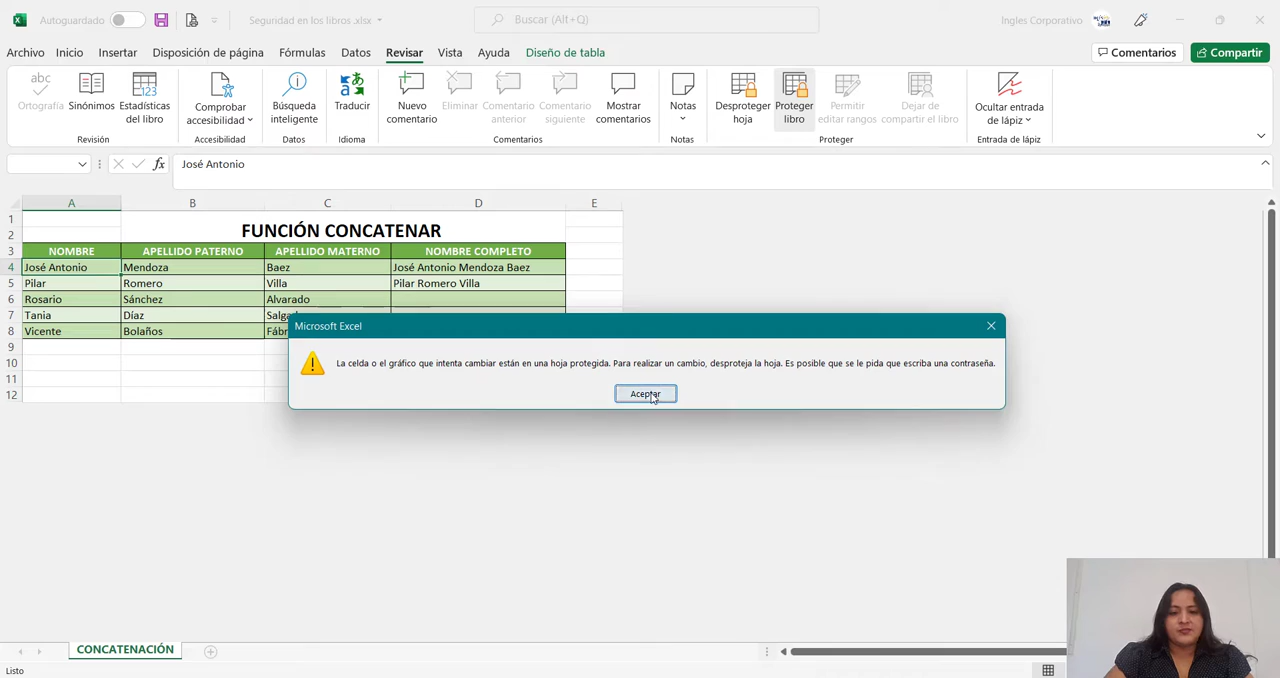 Autoguardado
Seguridad en los libros .xlsx
Buscar (Alt+Q)
Ingles Corporativo
Archivo Inicio Insertar Disposición de página Fórmulas Datos Revisar Vista Ayuda Diseño de tabla
Comentarios Compartir
Ortografía
Sinónimos
Estadísticas
del libro
Revisión
Comprobar
accesibilidad
Accesibilidad
Búsqueda
inteligente
Datos
Traducir
Idioma
Nuevo
comentario
Eliminar
Comentario
anterior
Comentario
siguiente
Mostrar
comentarios
Comentarios
Notas
Notas
Desproteger
hoja
Proteger
libro
Permitir
editar rangos
Dejar de
compartir el libro
Proteger
Ocultar entrada
de lápiz
Entrada de lápiz
fx José Antonio
A B C D E
1
2 FUNCIÓN CONCATENAR
3 NOMBRE APELLIDO PATERNO APELLIDO MATERNO NOMBRE COMPLETO
4 José Antonio Mendoza Baez José Antonio Mendoza Baez
5 Pilar Romero Villa Pilar Romero Villa
6 Rosario Sánchez Alvarado
7 Tania Díaz
8 Vicente Bolaños
9
10
11
12
Microsoft Excel
La celda o el gráfico que intenta cambiar están en una hoja protegida. Para realizar un cambio, desproteja la hoja. Es posible que se le pida que escriba una contraseña.
Aceptar
CONCATENACIÓN
Listo